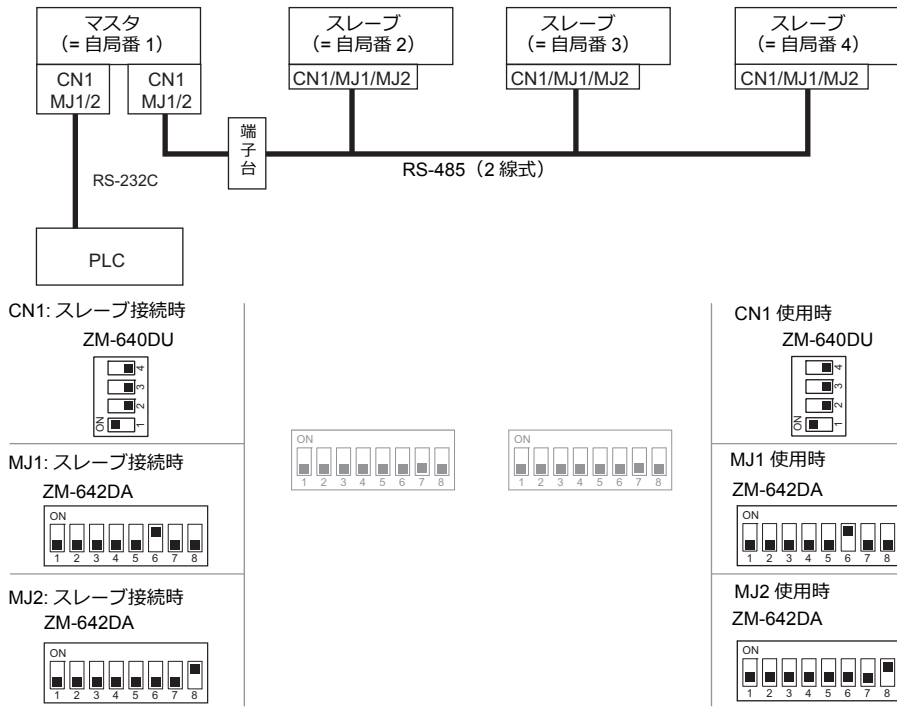 マスタ
(= 自局番 1)
スレーブ
(= 自局番 2)
スレーブ
(= 自局番 3)
スレーブ
(= 自局番 4)
CN1
MJ1/2
CN1
MJ1/2
CN1/MJ1/MJ2
CN1/MJ1/MJ2
CN1/MJ1/MJ2
端子台
RS-485（2 線式）
RS-232C
PLC
CN1: スレーブ接続時
ZM-640DU
ON
1
2
3
4
MJ1: スレーブ接続時
ZM-642DA
ON
1 2 3 4 5 6 7 8
MJ2: スレーブ接続時
ZM-642DA
ON
1 2 3 4 5 6 7 8
ON
1 2 3 4 5 6 7 8
ON
1 2 3 4 5 6 7 8
CN1 使用時
ZM-640DU
ON
1
2
3
4
MJ1 使用時
ZM-642DA
ON
1 2 3 4 5 6 7 8
MJ2 使用時
ZM-642DA
ON
1 2 3 4 5 6 7 8